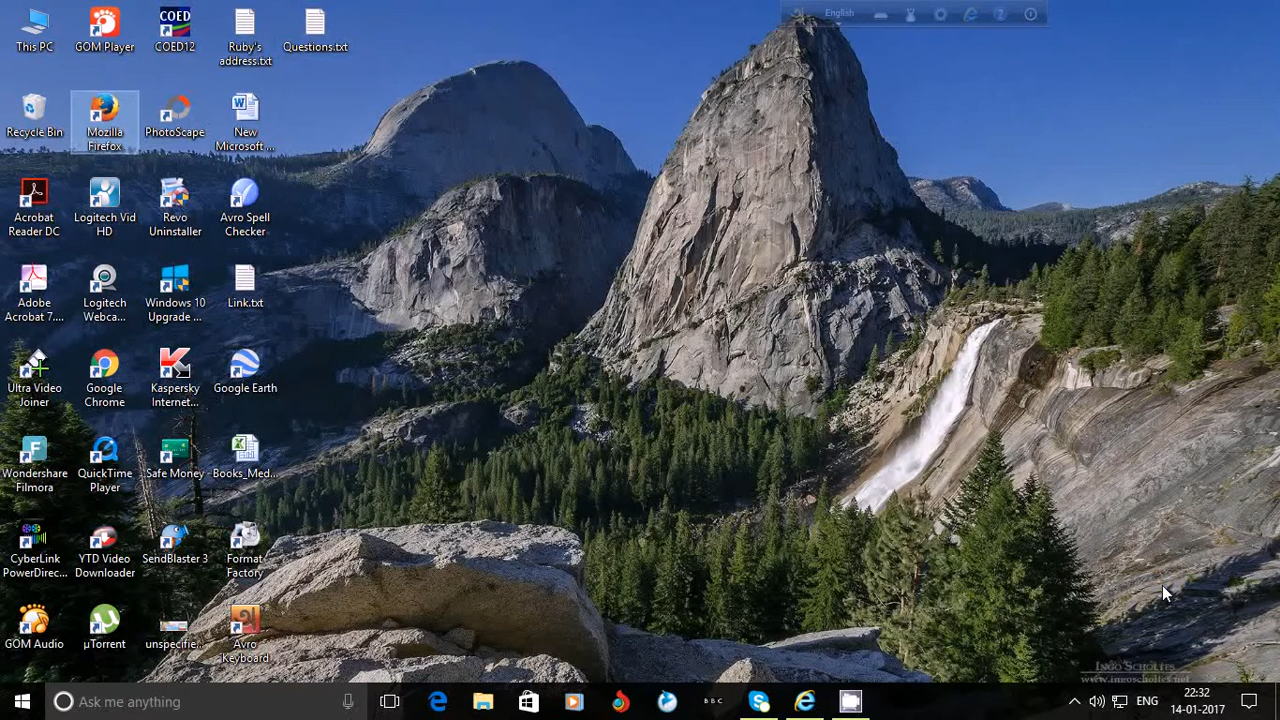 This PC
GOM Player
COED12
Ruby's
address.txt
Questions.txt
English
Recycle Bin
Mozilla
Firefox
PhotoScape
New
Microsoft ...
Acrobat
Reader DC
Logitech Vid
HD
Revo
Uninstaller
Avro Spell
Checker
Adobe
Acrobat 7....
Logitech
Webca...
Windows 10
Upgrade ...
Link.txt
Ultra Video
Joiner
Google
Chrome
Kaspersky
Internet...
Google Earth
Wondershare
Filmora
QuickTime
Player
Safe Money
Books_Med...
CyberLink
PowerDirec...
YTD Video
Downloader
SendBlaster 3
Format
Factory
GOM Audio
µTorrent
unspecifie...
Avro
Keyboard
INGO SCHOLTES
www.ingoscholtes.net
Ask me anything
BBC
ENG
22:32
14-01-2017